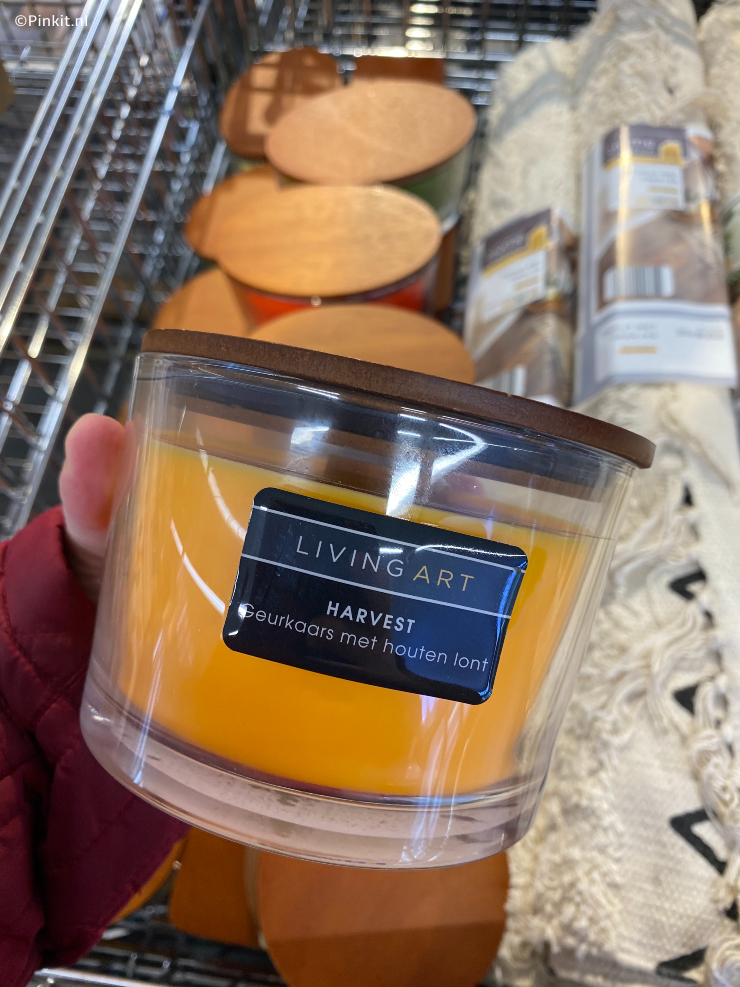 ©Pinkit.nl
LIVING ART
HARVEST
Geurkaars met houten lont